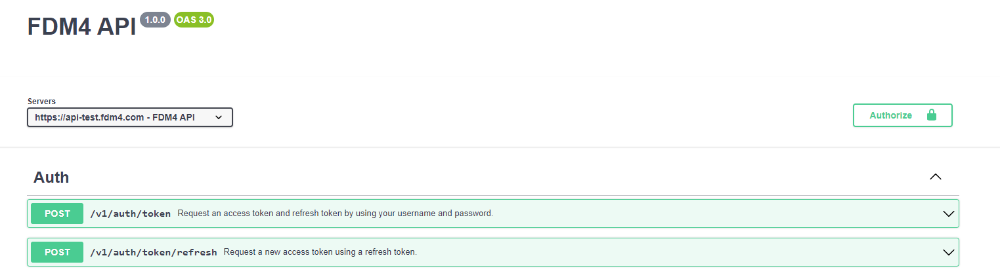 FDM4 API 1.0.0 OAS 3.0
Servers
https://api-test.fdm4.com - FDM4 API
Authorize
Auth
POST /v1/auth/token Request an access token and refresh token by using your username and password.
POST /v1/auth/token/refresh Request a new access token using a refresh token.